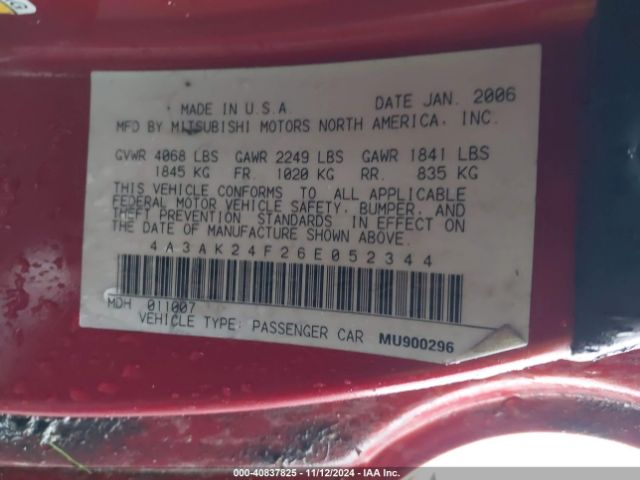 MADE IN U.S.A DATE JAN. 2006
MFD BY MITSUBISHI MOTORS NORTH AMERICA, INC.
GVWR 4068 LBS GAWR 2249 LBS GAWR 1841 LBS
1845 KG FR. 1020 KG RR. 835 KG
THIS VEHICLE CONFORMS TO ALL APPLICABLE
FEDERAL MOTOR VEHICLE SAFETY, BUMPER, AND
THEFT PREVENTION STANDARDS IN EFFECT ON
THE DATE OF MANUFACTURE SHOWN ABOVE.
4A3AK24F26E052344
MDH 011007
VEHICLE TYPE: PASSENGER CAR MU900296
000-40837825 | 11/12/2024 | IAA Inc.